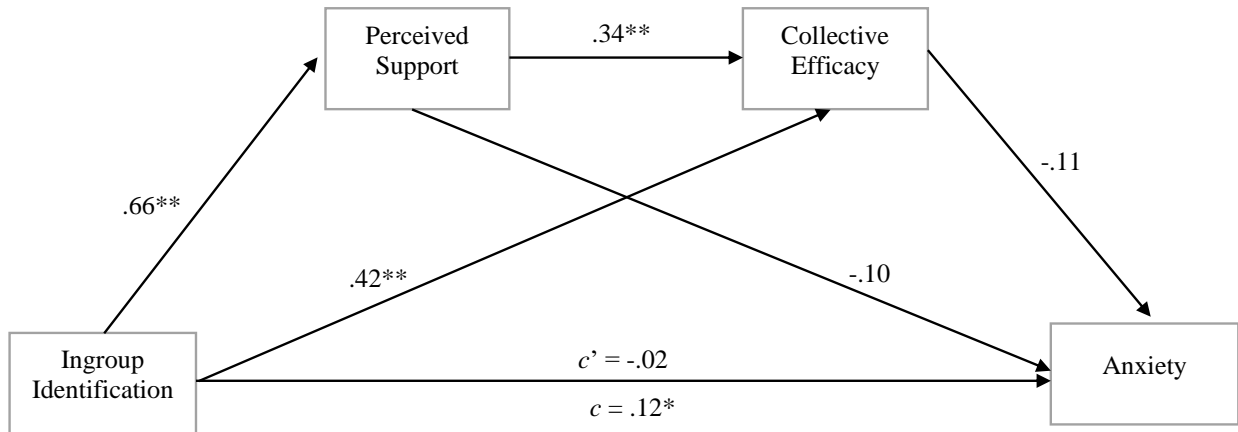 Perceived
Support
.34**
Collective
Efficacy
.66**
.42**
-.10
-.11
Ingroup
Identification
c’ = -.02
c = .12*
Anxiety